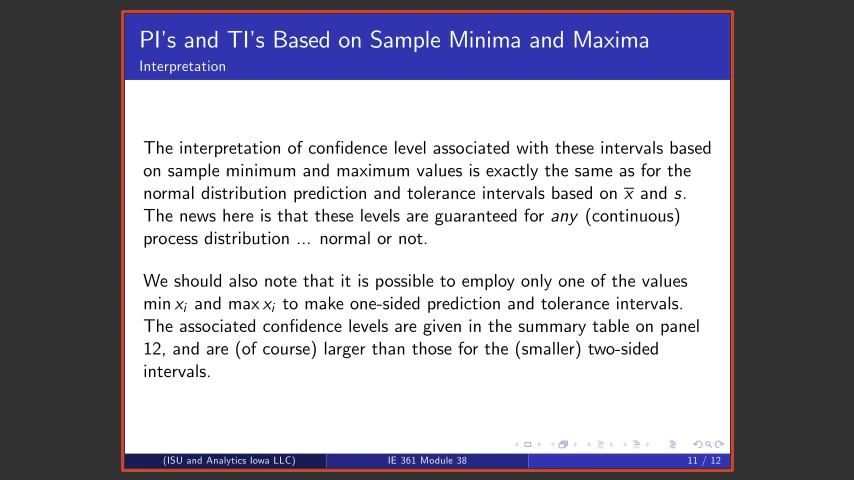 PI's and TI's Based on Sample Minima and Maxima
Interpretation
The interpretation of confidence level associated with these intervals based
on sample minimum and maximum values is exactly the same as for the
normal distribution prediction and tolerance intervals based on x̅ and s.
The news here is that these levels are guaranteed for any (continuous)
process distribution ... normal or not.
We should also note that it is possible to employ only one of the values
min xᵢ and max xᵢ to make one-sided prediction and tolerance intervals.
The associated confidence levels are given in the summary table on panel
12, and are (of course) larger than those for the (smaller) two-sided
intervals.
(ISU and Analytics Iowa LLC) IE 361 Module 38 11 / 12